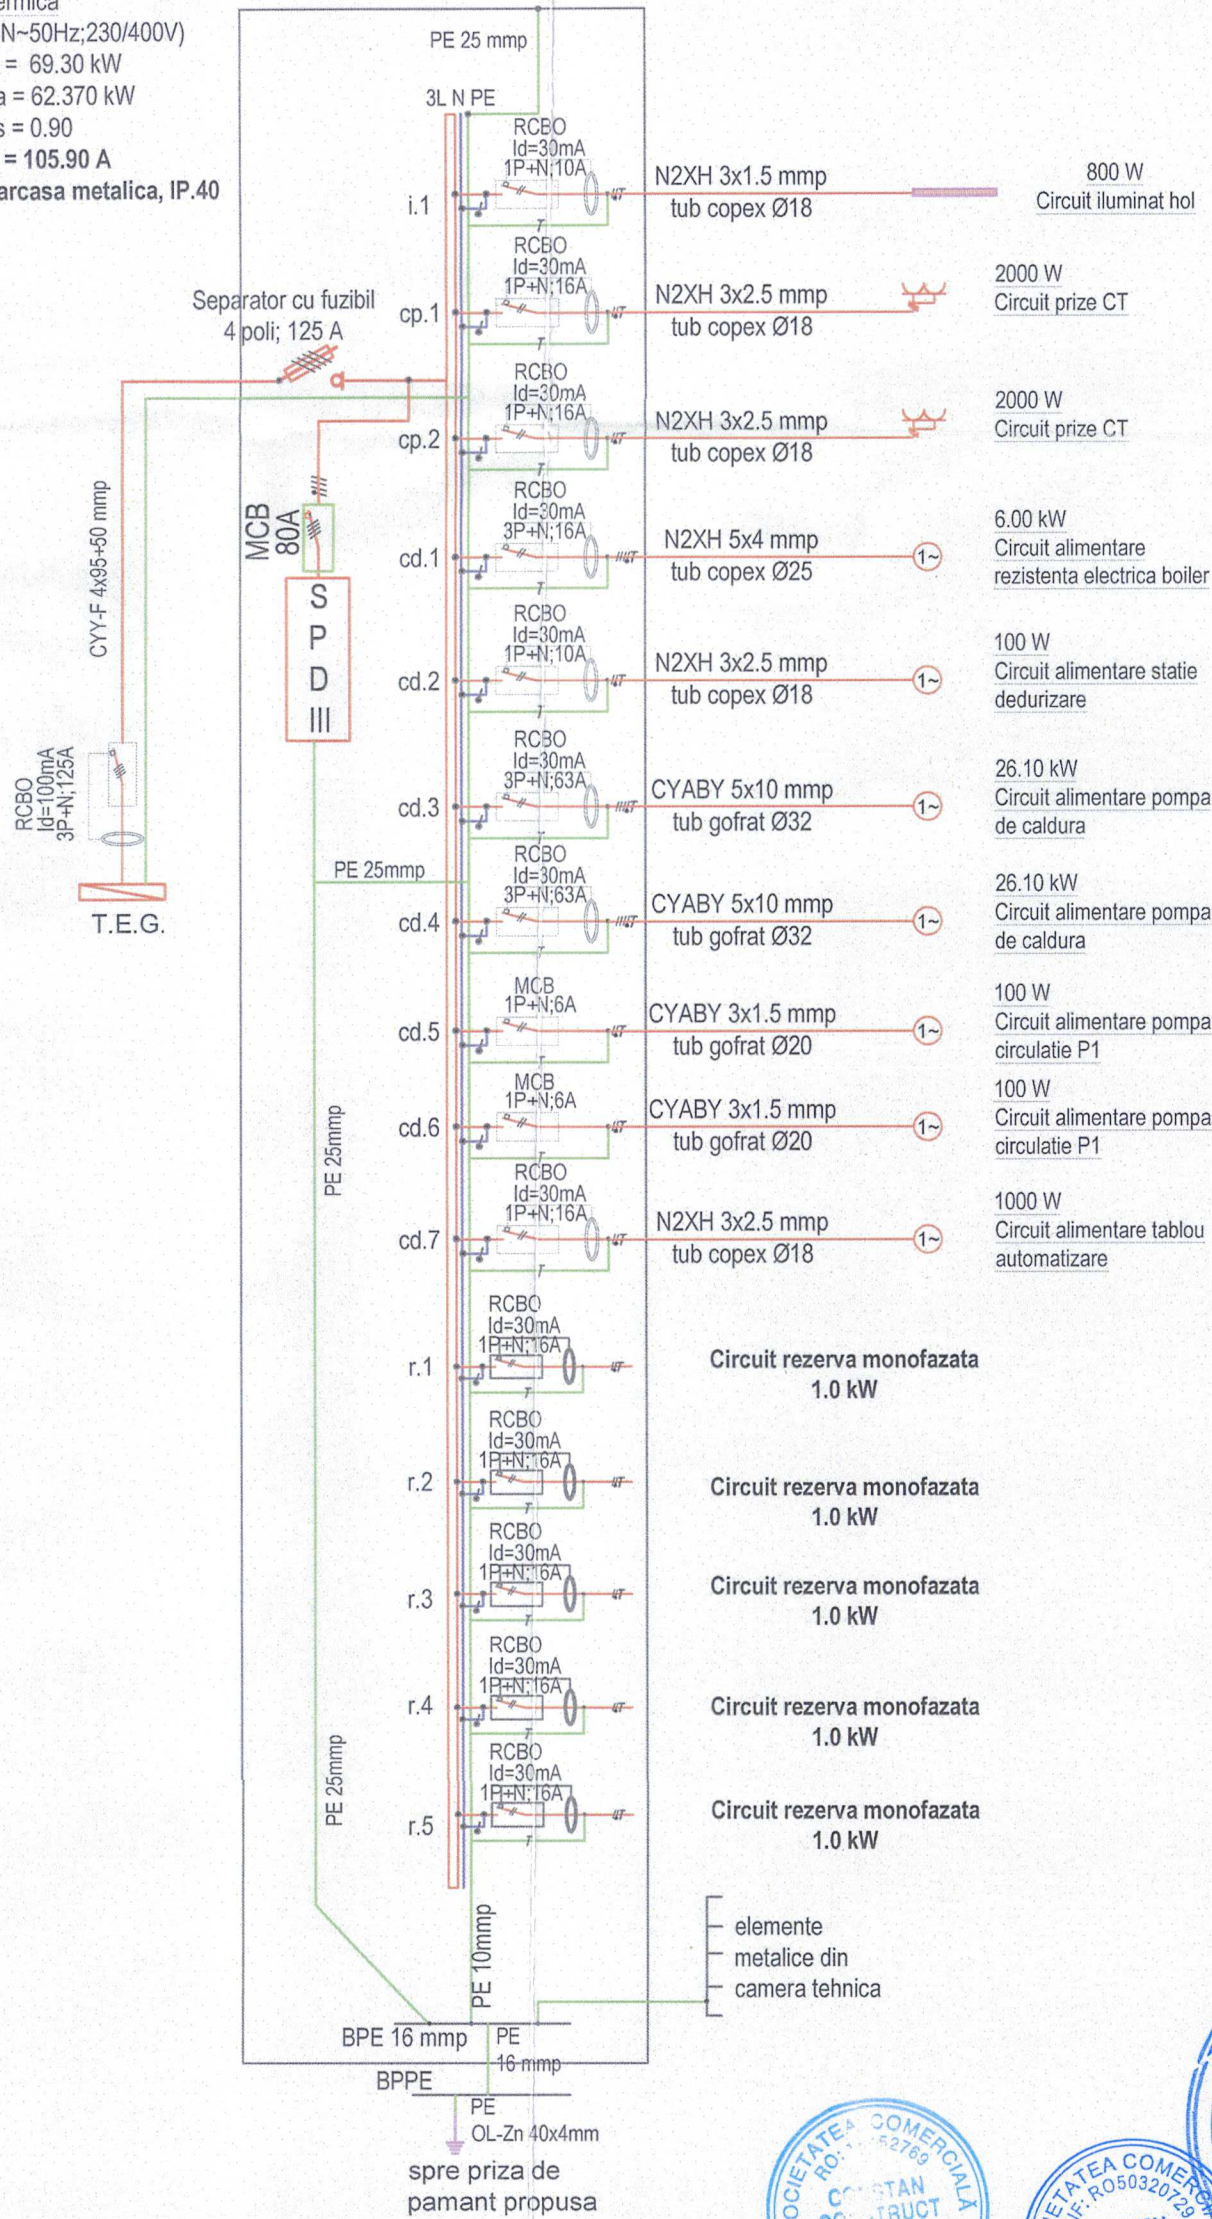 N~50Hz;230/400V)
= 69.30 kW
a = 62.370 kW
s = 0.90
= 105.90 A
arcasa metalica, IP.40
PE 25 mmp
3L N PE
RCBO
Id=30mA
1P+N;10A
i.1
N2XH 3x1.5 mmp
tub copex Ø18
800 W
Circuit iluminat hol
RCBO
Id=30mA
1P+N;16A
cp.1
N2XH 3x2.5 mmp
tub copex Ø18
2000 W
Circuit prize CT
Separator cu fuzibil
4 poli; 125 A
RCBO
Id=30mA
1P+N;16A
cp.2
N2XH 3x2.5 mmp
tub copex Ø18
2000 W
Circuit prize CT
CYY-F 4x95+50 mmp
MCB
80A
S
P
D
III
RCBO
Id=30mA
3P+N;16A
cd.1
N2XH 5x4 mmp
tub copex Ø25
1~
6.00 kW
Circuit alimentare
rezistenta electrica boiler
RCBO
Id=30mA
1P+N;10A
cd.2
N2XH 3x2.5 mmp
tub copex Ø18
1~
100 W
Circuit alimentare statie
dedurizare
RCBO
Id=100mA
3P+N;125A
T.E.G.
RCBO
Id=30mA
3P+N;63A
cd.3
CYABY 5x10 mmp
tub gofrat Ø32
1~
26.10 kW
Circuit alimentare pompa
de caldura
PE 25mmp
RCBO
Id=30mA
3P+N;63A
cd.4
CYABY 5x10 mmp
tub gofrat Ø32
1~
26.10 kW
Circuit alimentare pompa
de caldura
MCB
1P+N;6A
cd.5
CYABY 3x1.5 mmp
tub gofrat Ø20
1~
100 W
Circuit alimentare pompa
circulatie P1
PE 25mmp
MCB
1P+N;6A
cd.6
CYABY 3x1.5 mmp
tub gofrat Ø20
1~
100 W
Circuit alimentare pompa
circulatie P1
RCBO
Id=30mA
1P+N;16A
cd.7
N2XH 3x2.5 mmp
tub copex Ø18
1~
1000 W
Circuit alimentare tablou
automatizare
RCBO
Id=30mA
1P+N;16A
r.1
Circuit rezerva monofazata
1.0 kW
RCBO
Id=30mA
1P+N;16A
r.2
Circuit rezerva monofazata
1.0 kW
RCBO
Id=30mA
1P+N;16A
r.3
Circuit rezerva monofazata
1.0 kW
RCBO
Id=30mA
1P+N;16A
r.4
Circuit rezerva monofazata
1.0 kW
PE 25mmp
RCBO
Id=30mA
1P+N;16A
r.5
Circuit rezerva monofazata
1.0 kW
PE 10mmp
elemente
metalice din
camera tehnica
BPE 16 mmp
PE
16 mmp
BPPE
PE
OL-Zn 40x4mm
spre priza de
pamant propusa
SOCIETATEA COMERCIALĂ
RO50320729